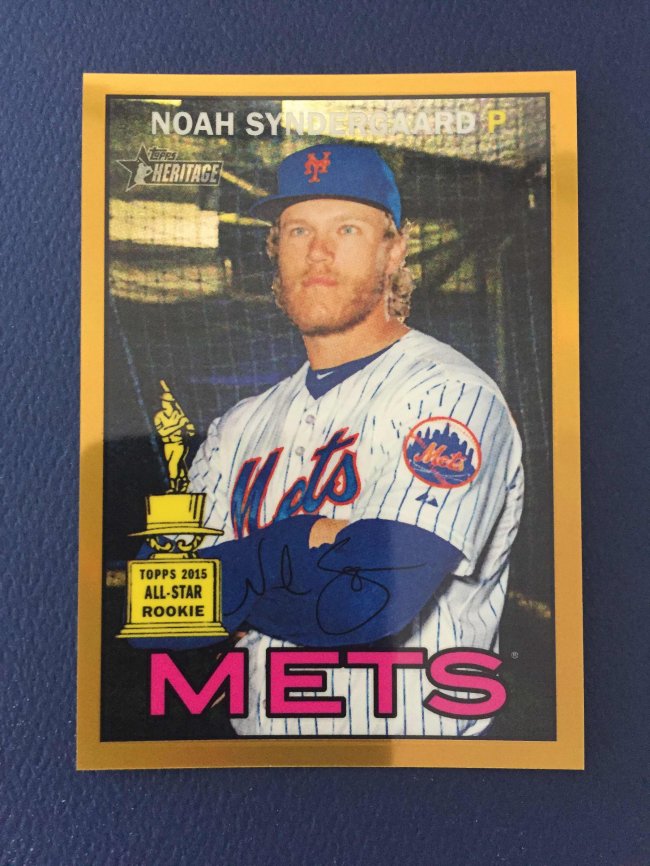 NOAH SYNDERGAARD P
TOPPS
HERITAGE
NY
Mets
Mets
TOPPS 2015
ALL-STAR
ROOKIE
METS®